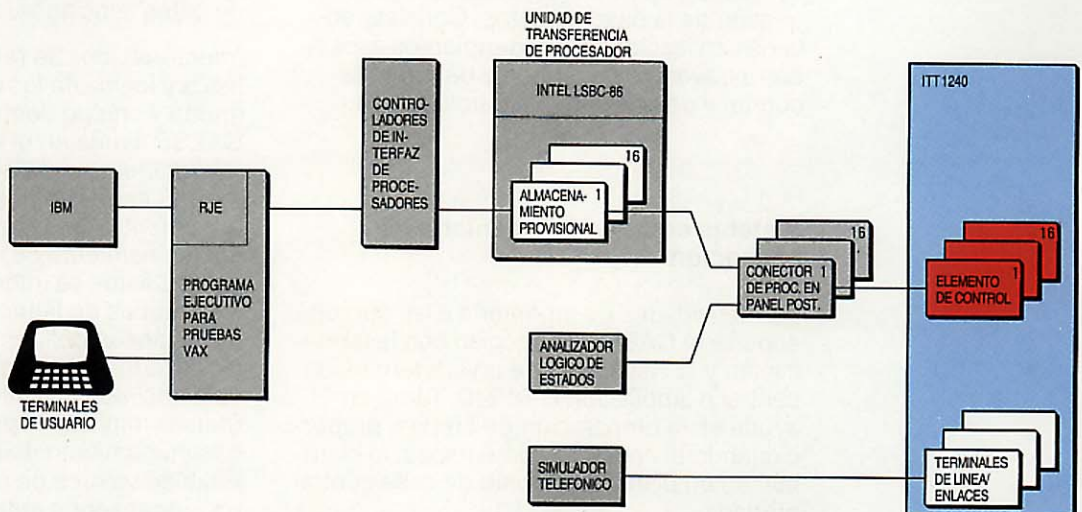 UNIDAD DE
TRANSFERENCIA
DE PROCESADOR
INTEL LSBC-86
ITT 1240
CONTRO-
LADORES
DE IN-
TERFAZ
DE
PROCE-
SADORES
16
ALMACENA-
MIENTO
PROVISIONAL
1
IBM
RJE
PROGRAMA
EJECUTIVO
PARA
PRUEBAS
VAX
16
CONECTOR
DE PROC. EN
PANEL POST.
1
16
ELEMENTO
DE CONTROL
1
ANALIZADOR
LOGICO DE
ESTADOS
TERMINALES
DE USUARIO
SIMULADOR
TELEFONICO
TERMINALES
DE LINEA/
ENLACES